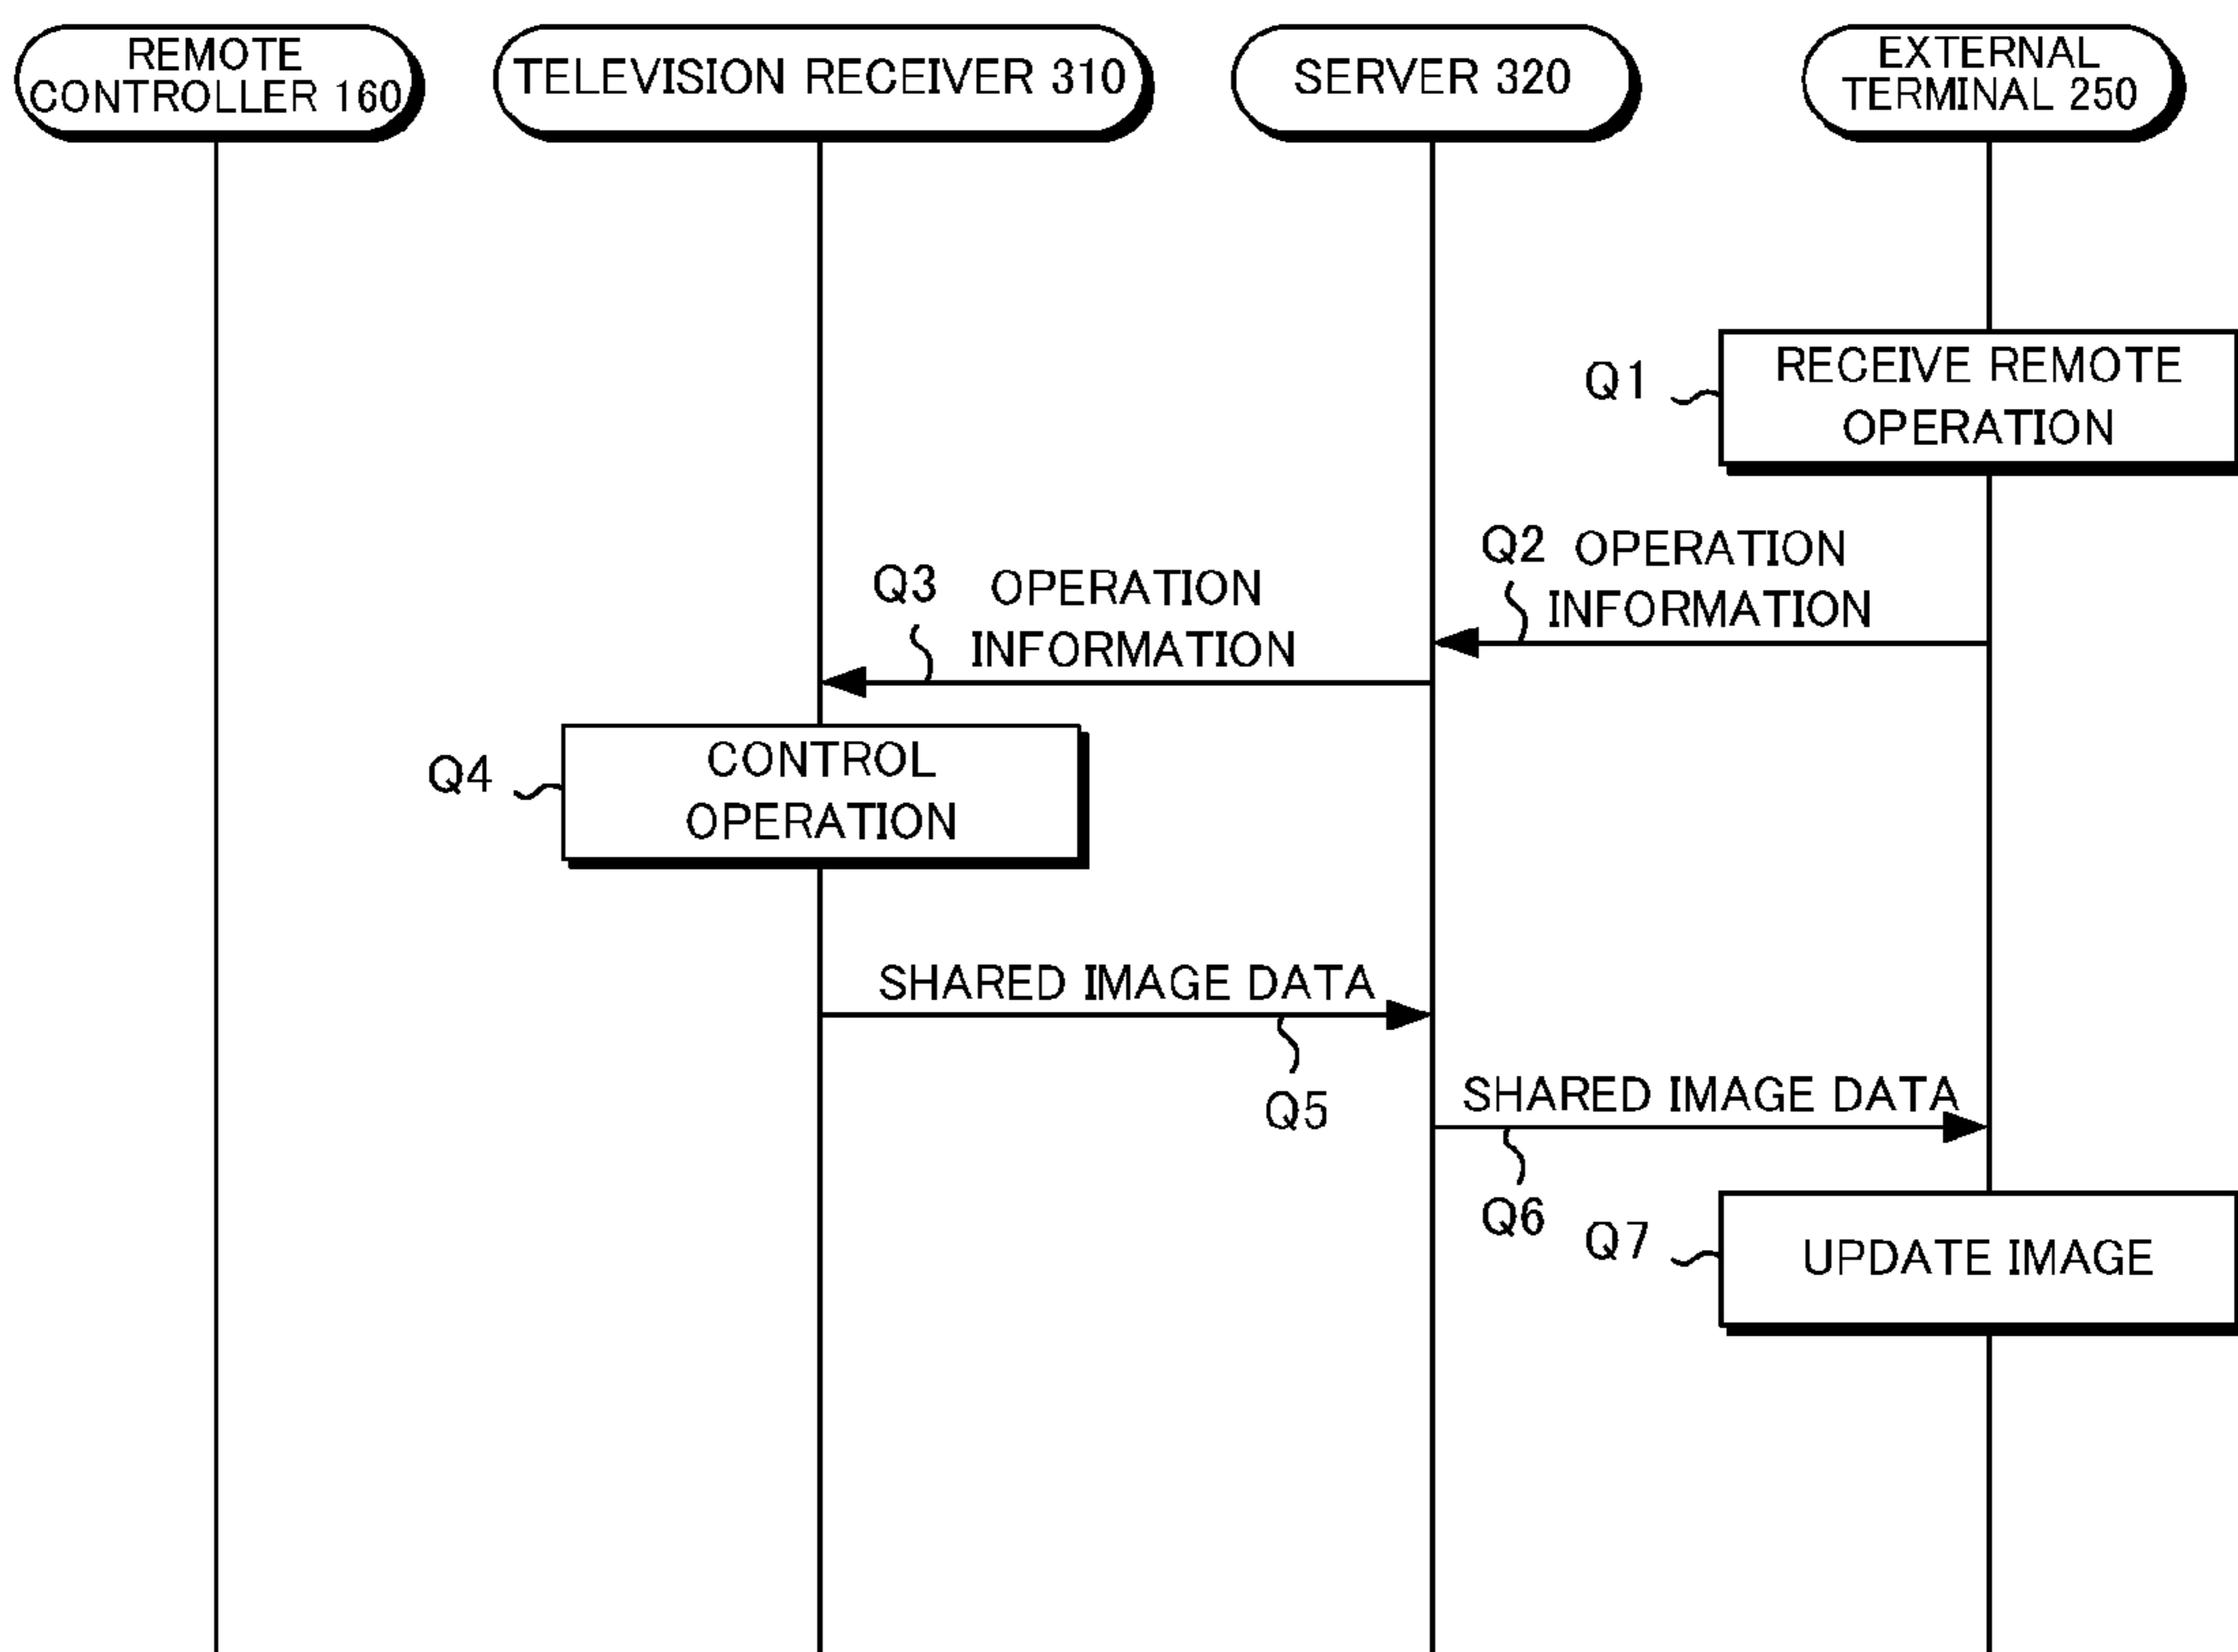 REMOTE
CONTROLLER 160
TELEVISION RECEIVER 310
SERVER 320
EXTERNAL
TERMINAL 250
Q1
RECEIVE REMOTE
OPERATION
Q2 OPERATION
INFORMATION
Q3 OPERATION
INFORMATION
Q4
CONTROL
OPERATION
SHARED IMAGE DATA
Q5
SHARED IMAGE DATA
Q6
Q7
UPDATE IMAGE